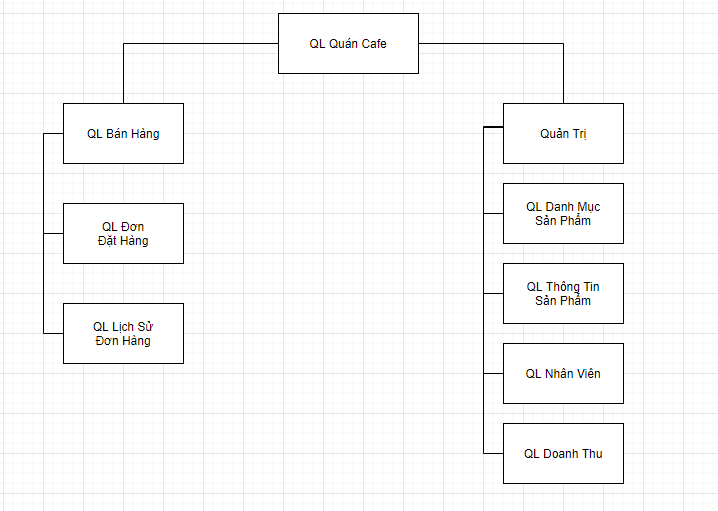 QL Quán Cafe
QL Bán Hàng
QL Đơn
Đặt Hàng
QL Lịch Sử
Đơn Hàng
Quản Trị
QL Danh Mục
Sản Phẩm
QL Thông Tin
Sản Phẩm
QL Nhân Viên
QL Doanh Thu